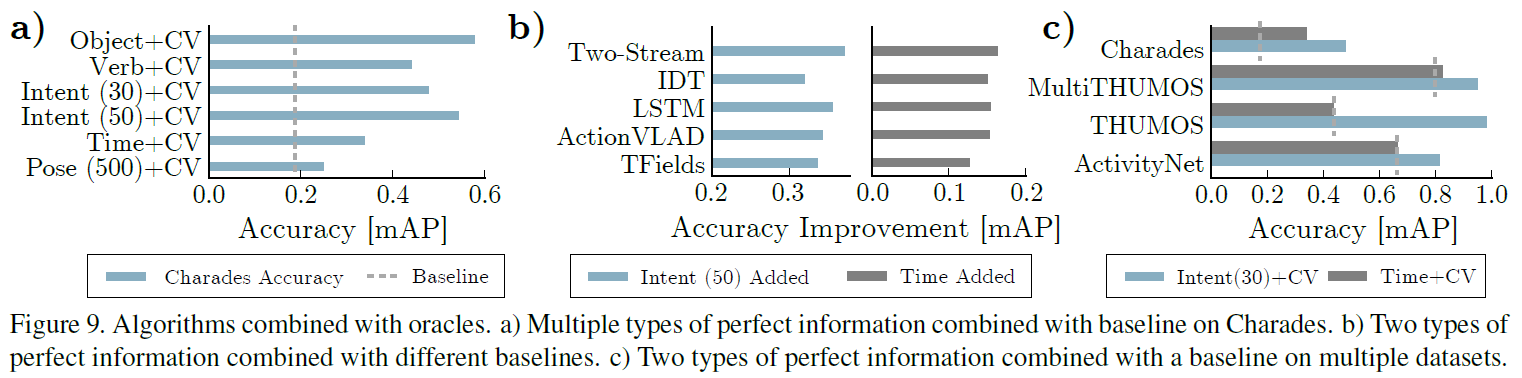 a)
Object+CV
Verb+CV
Intent (30)+CV
Intent (50)+CV
Time+CV
Pose (500)+CV
0.0 0.2 0.4 0.6
Accuracy [mAP]
Charades Accuracy Baseline
b)
Two-Stream
IDT
LSTM
ActionVLAD
TFields
0.2 0.3 0.0 0.1 0.2
Accuracy Improvement [mAP]
Intent (50) Added Time Added
c)
Charades
MultiTHUMOS
THUMOS
ActivityNet
0.0 0.2 0.4 0.6 0.8 1.0
Accuracy [mAP]
Intent(30)+CV Time+CV
Figure 9. Algorithms combined with oracles. a) Multiple types of perfect information combined with baseline on Charades. b) Two types of
perfect information combined with different baselines. c) Two types of perfect information combined with a baseline on multiple datasets.